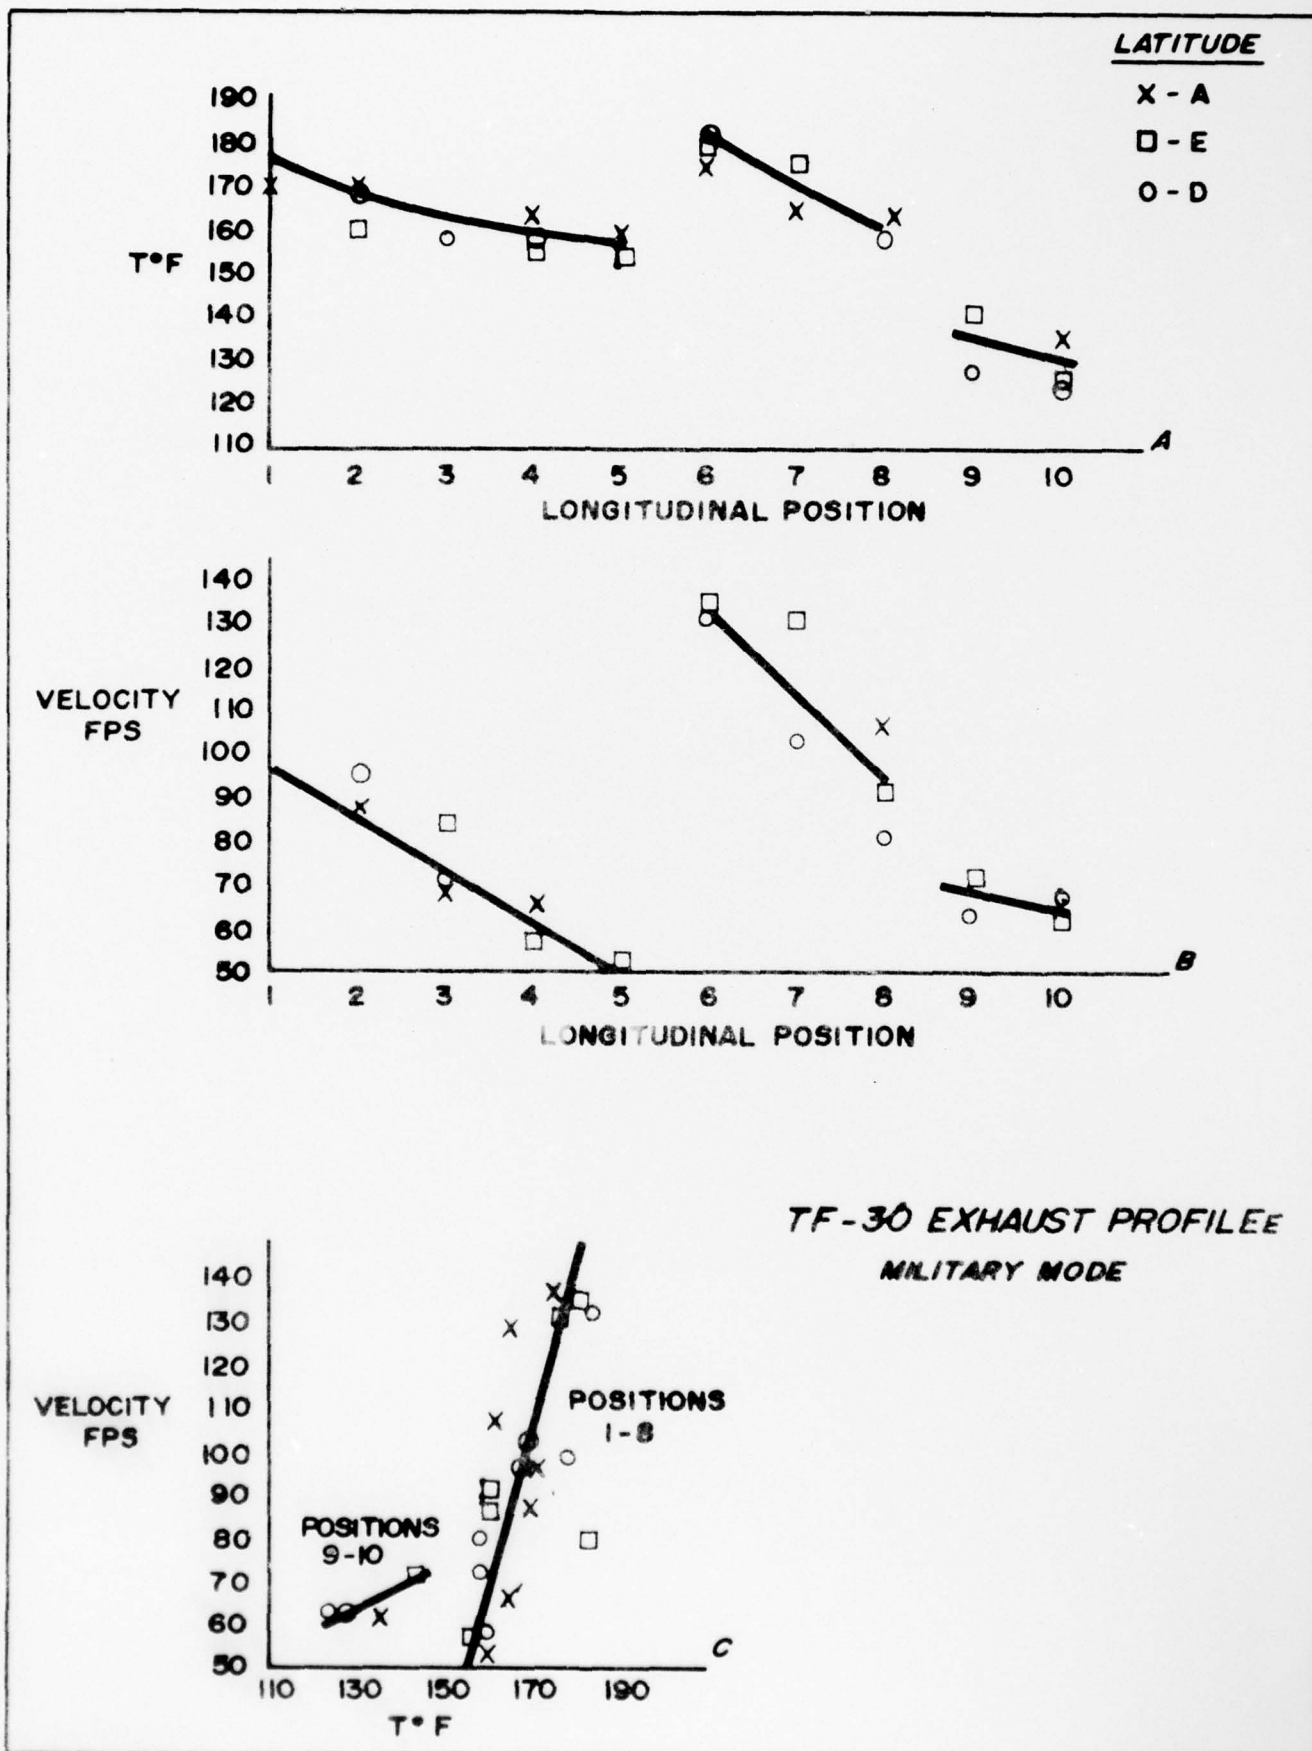 LATITUDE
X - A
□ - E
O - D
190
180
170
160
150
140
130
120
110
T°F
A
1 2 3 4 5 6 7 8 9 10
LONGITUDINAL POSITION
140
130
120
110
100
90
80
70
60
50
VELOCITY
FPS
B
1 2 3 4 5 6 7 8 9 10
LONGITUDINAL POSITION
TF-30 EXHAUST PROFILEE
MILITARY MODE
140
130
120
110
100
90
80
70
60
50
VELOCITY
FPS
POSITIONS
1-8
POSITIONS
9-10
C
110 130 150 170 190
T° F